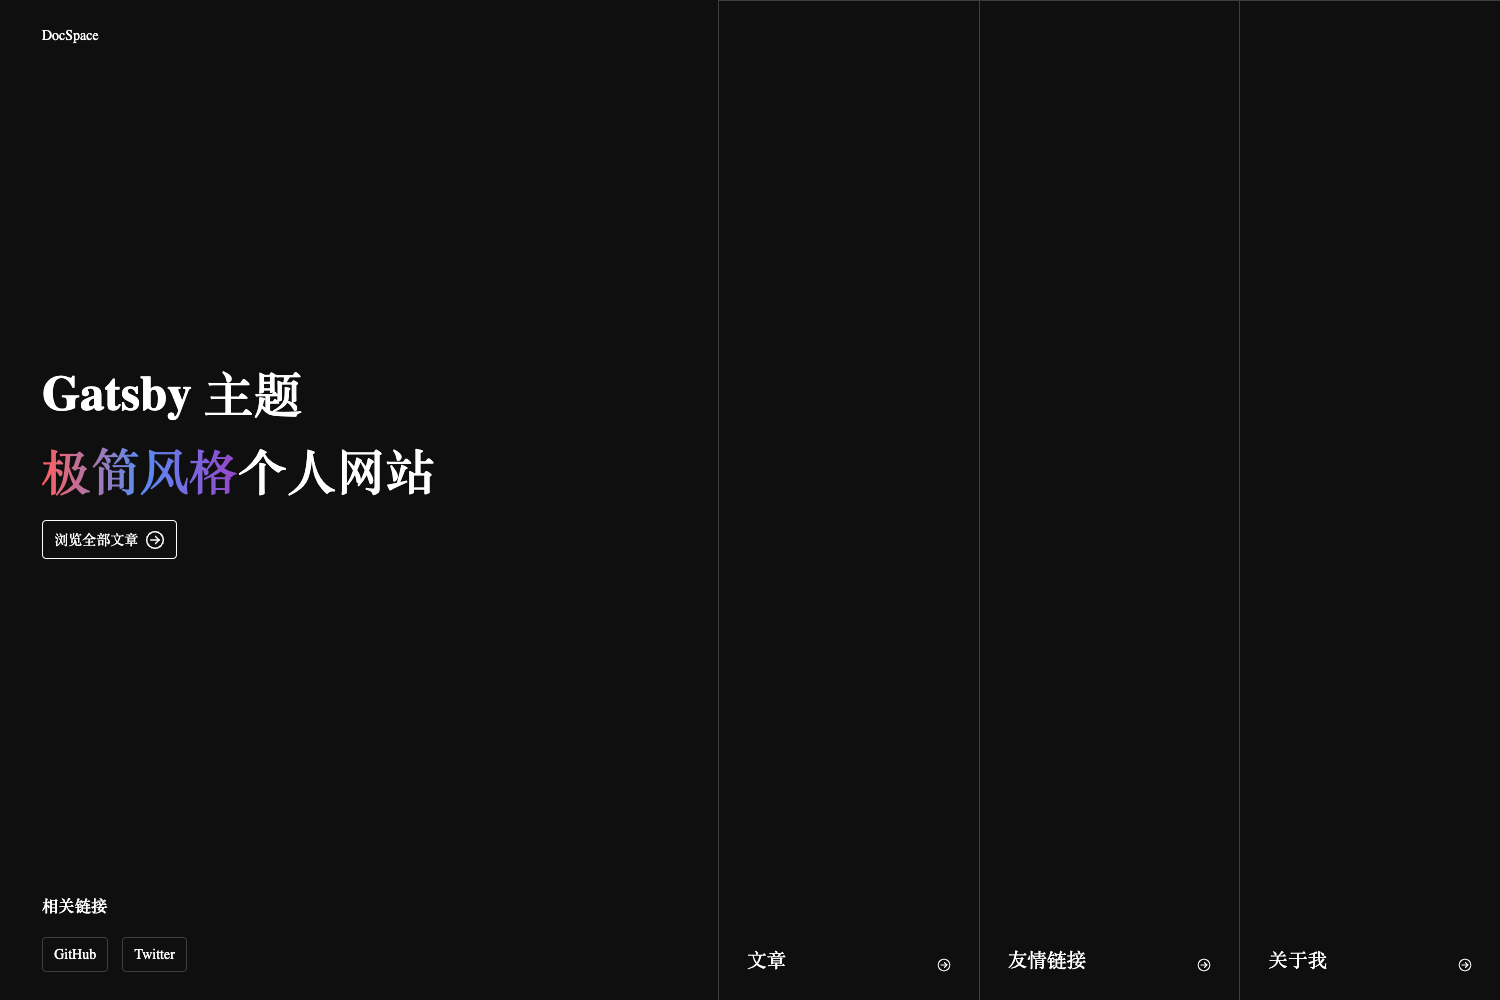 DocSpace
Gatsby 主题
极简风格个人网站
浏览全部文章
相关链接
GitHub
Twitter
文章
友情链接
关于我